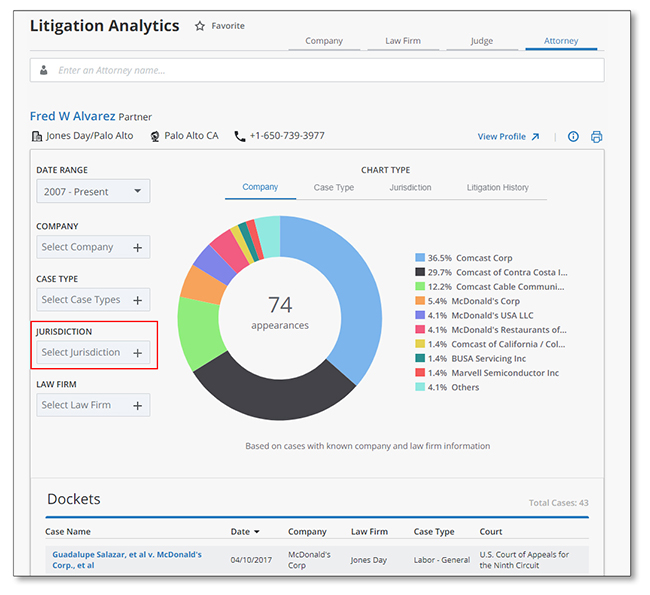 Litigation Analytics
Favorite
Company Law Firm Judge Attorney
Enter an Attorney name...
Fred W Alvarez Partner
Jones Day/Palo Alto Palo Alto CA +1-650-739-3977 View Profile
DATE RANGE
2007 - Present
COMPANY
Select Company +
CASE TYPE
Select Case Types +
JURISDICTION
Select Jurisdiction +
LAW FIRM
Select Law Firm +
CHART TYPE
Company Case Type Jurisdiction Litigation History
74
appearances
36.5% Comcast Corp
29.7% Comcast of Contra Costa I...
12.2% Comcast Cable Communi...
5.4% McDonald's Corp
4.1% McDonald's USA LLC
4.1% McDonald's Restaurants of...
1.4% Comcast of California / Col...
1.4% BUSA Servicing Inc
1.4% Marvell Semiconductor Inc
4.1% Others
Based on cases with known company and law firm information
Dockets
Total Cases: 43
Case Name Date Company Law Firm Case Type Court
Guadalupe Salazar, et al v. McDonald's
Corp., et al
04/10/2017
McDonald's
Corp
Jones Day
Labor - General
U.S. Court of Appeals for
the Ninth Circuit